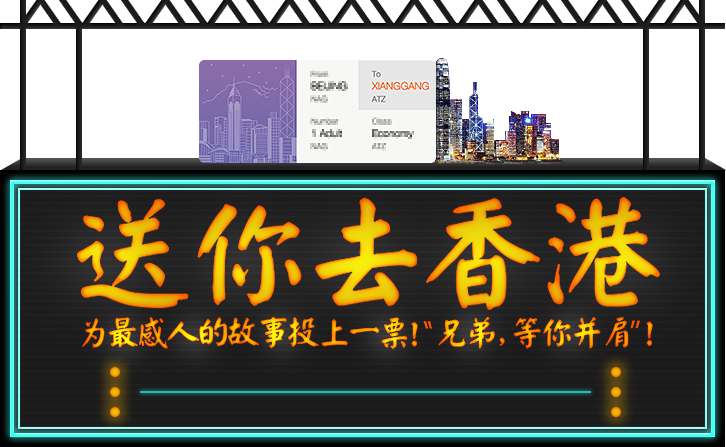 From
To
BEIJING
XIANGGANG
NAG
ATZ
Number
Class
1 Adult
Economy
NAG
ATZ
送你去香港
为最感人的故事投上一票!“兄弟,等你并肩”!